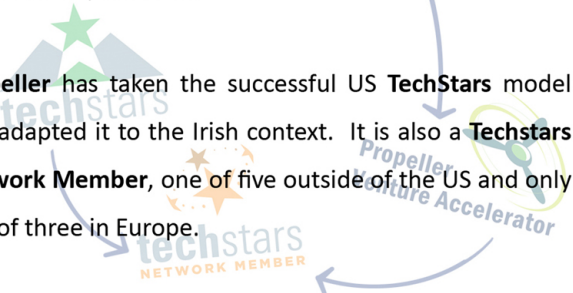 eller has taken the successful US TechStars model
techstars
adapted it to the Irish context. It is also a Techstars
Propeller
work Member, one of five outside of the US and only
Venture Accelerator
of three in Europe.
techstars
NETWORK MEMBER